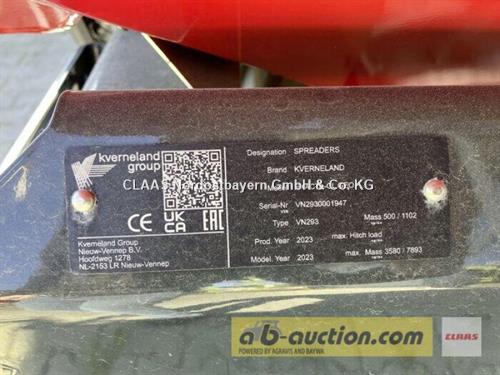 kverneland
group
CE UK CA EAC
Kverneland Group
Nieuw-Vennep B.V.
Hoofdweg 1278
NL-2153 LR Nieuw-Vennep
Designation SPREADERS
Brand KVERNELAND
CLAAS Nordostbayern GmbH & Co. KG
Serial-Nr VN2930001947
Type VN293 Mass 500 / 1102
Prod. Year 2023 max. Hitch load
Model. Year 2023 max. Mass 3580 / 7893
ab-auction.com
POWERED BY AGRAVIS AND BAYWA
CLAAS